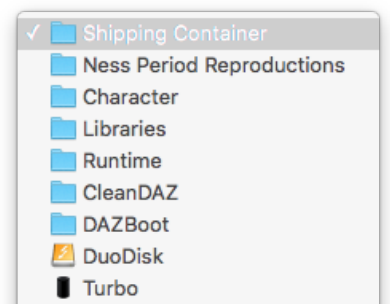 ✓ Shipping Container
Ness Period Reproductions
Character
Libraries
Runtime
CleanDAZ
DAZBoot
DuoDisk
Turbo